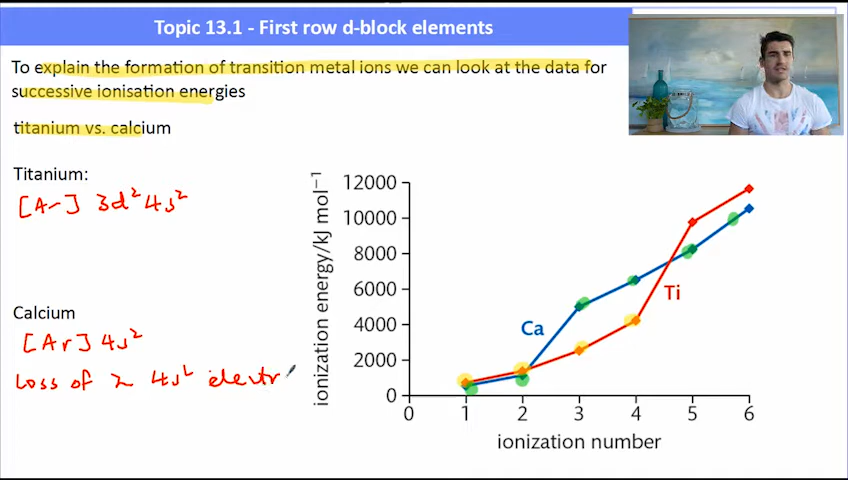 Topic 13.1 - First row d-block elements
To explain the formation of transition metal ions we can look at the data for
successive ionisation energies
titanium vs. calcium
Titanium:
[Ar] 3d² 4s²
Calcium
[Ar] 4s²
Loss of 2 4s² electr
ionization energy/kJ mol⁻¹
12000
10000
8000
6000
4000
2000
0
Ca
Ti
0 1 2 3 4 5 6
ionization number